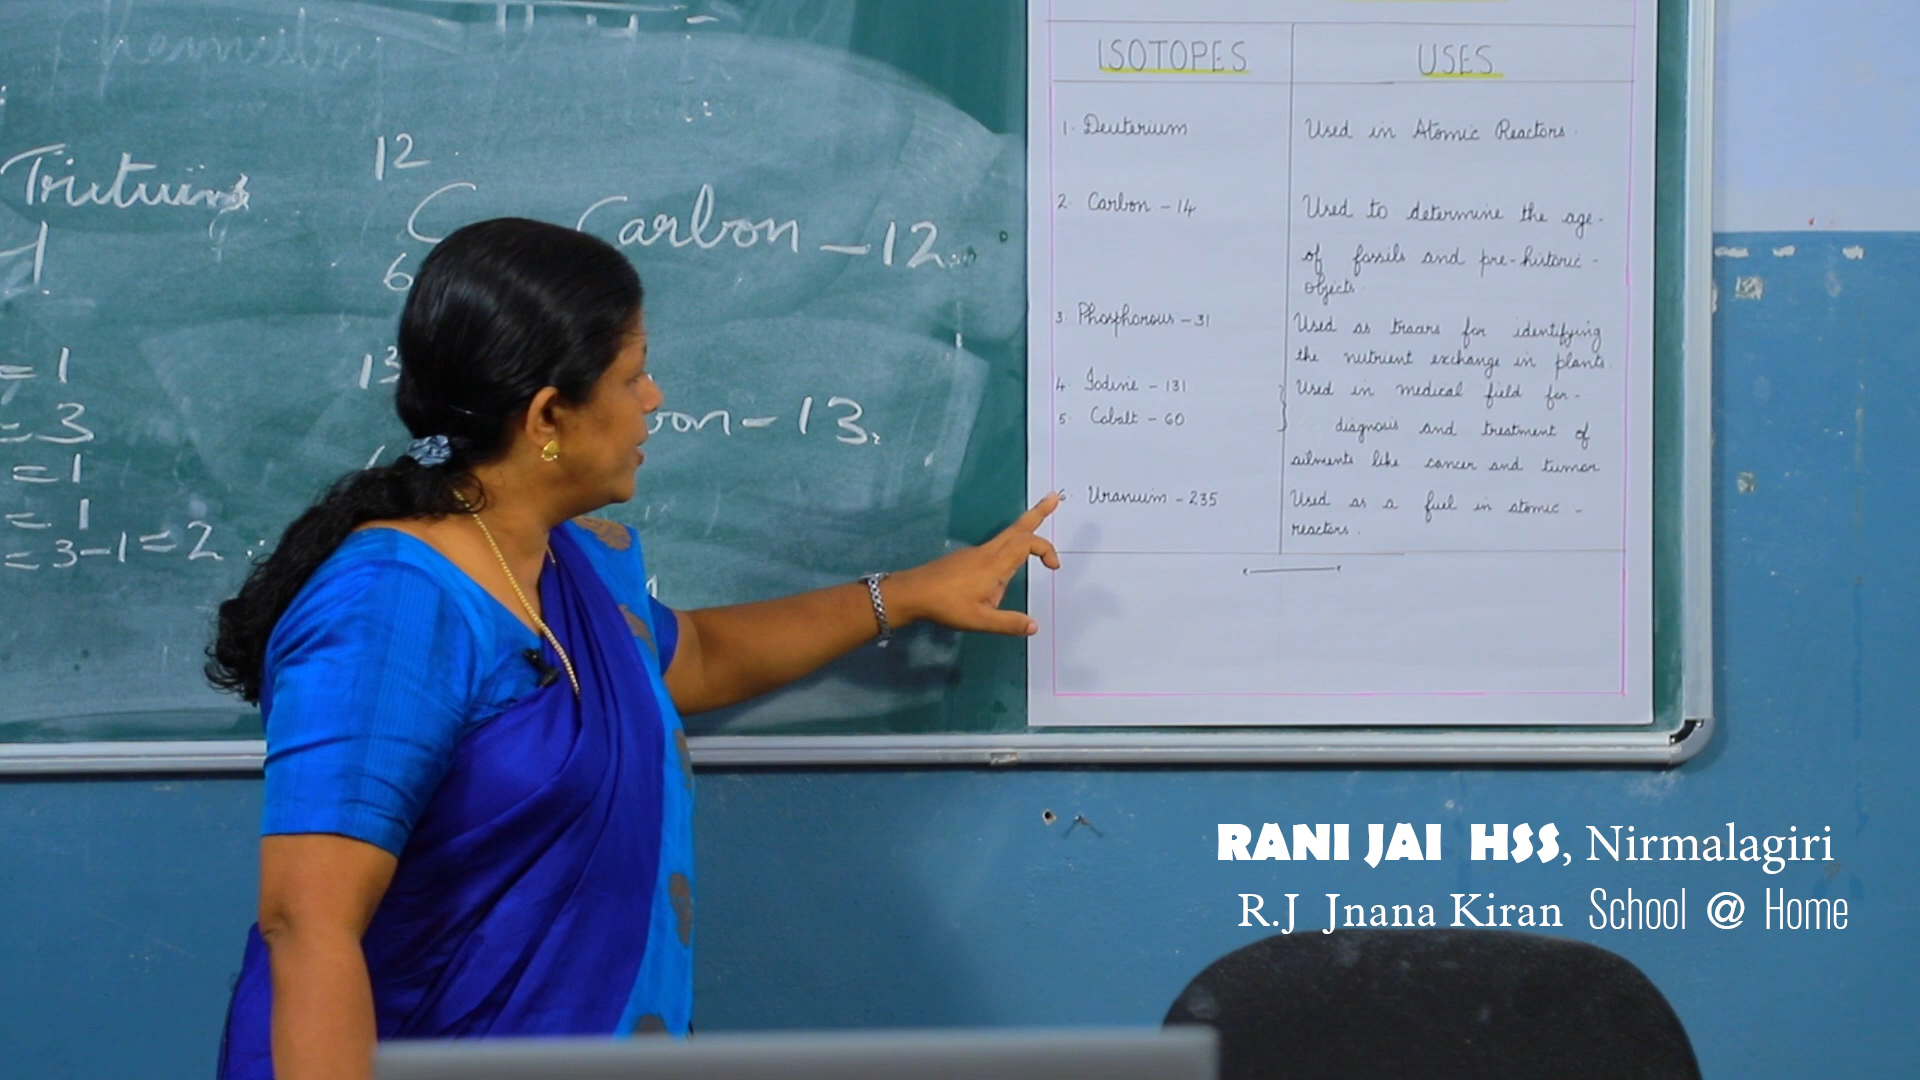 Chemistry
Trituim
12
C Carbon - 12.
6
13
- 13.
= 1
= 3
= 1
= 1
= 3-1 = 2
ISOTOPES USES
1. Deuterium Used in Atomic Reactors.
2. Carbon - 14 Used to determine the age-
of fossils and pre-historic-
objects.
3. Phosphorous - 31 Used as tracers for identifying
the nutrient exchange in plants.
4. Iodine - 131 Used in medical field for-
5. Cobalt - 60 diagnosis and treatment of
ailments like cancer and tumor
6. Uranium - 235 Used as a fuel in atomic -
reactors.
RANI JAI HSS, Nirmalagiri
R.J Jnana Kiran School @ Home